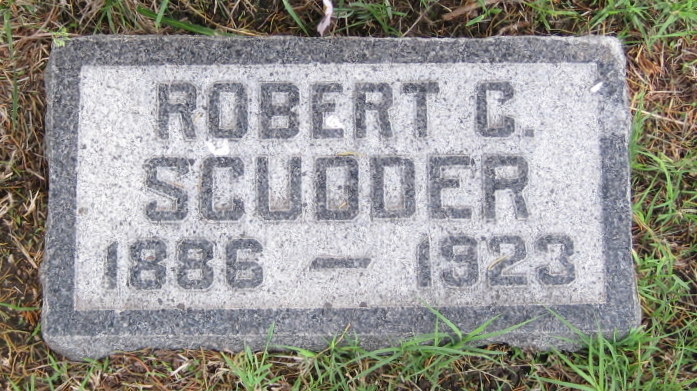 ROBERT C.
SCUDDER
1886 — 1923